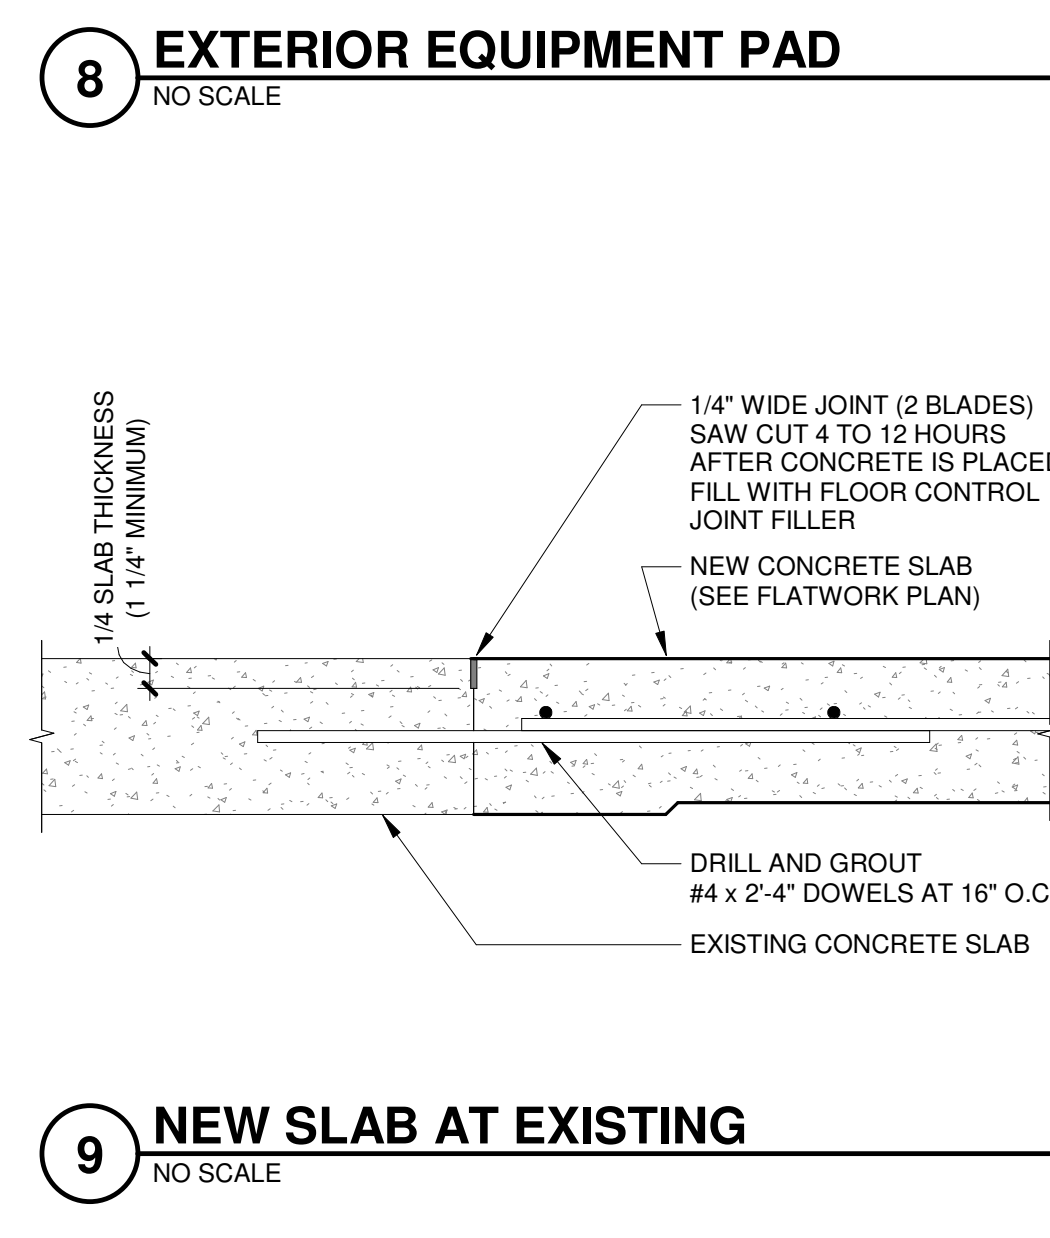 8
EXTERIOR EQUIPMENT PAD
NO SCALE
1/4 SLAB THICKNESS
(1 1/4" MINIMUM)
1/4" WIDE JOINT (2 BLADES)
SAW CUT 4 TO 12 HOURS
AFTER CONCRETE IS PLACED
FILL WITH FLOOR CONTROL
JOINT FILLER
NEW CONCRETE SLAB
(SEE FLATWORK PLAN)
DRILL AND GROUT
#4 x 2'-4" DOWELS AT 16" O.C
EXISTING CONCRETE SLAB
9
NEW SLAB AT EXISTING
NO SCALE